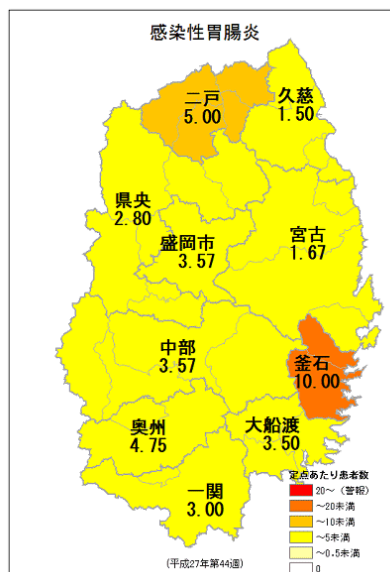 感染性胃腸炎
二戸
5.00
久慈
1.50
県央
2.80
盛岡市
3.57
宮古
1.67
中部
3.57
釜石
10.00
奥州
4.75
大船渡
3.50
一関
3.00
定点あたり患者数
20～（警報）
～20未満
～10未満
～5未満
～0.5未満
0
(平成27年第44週)